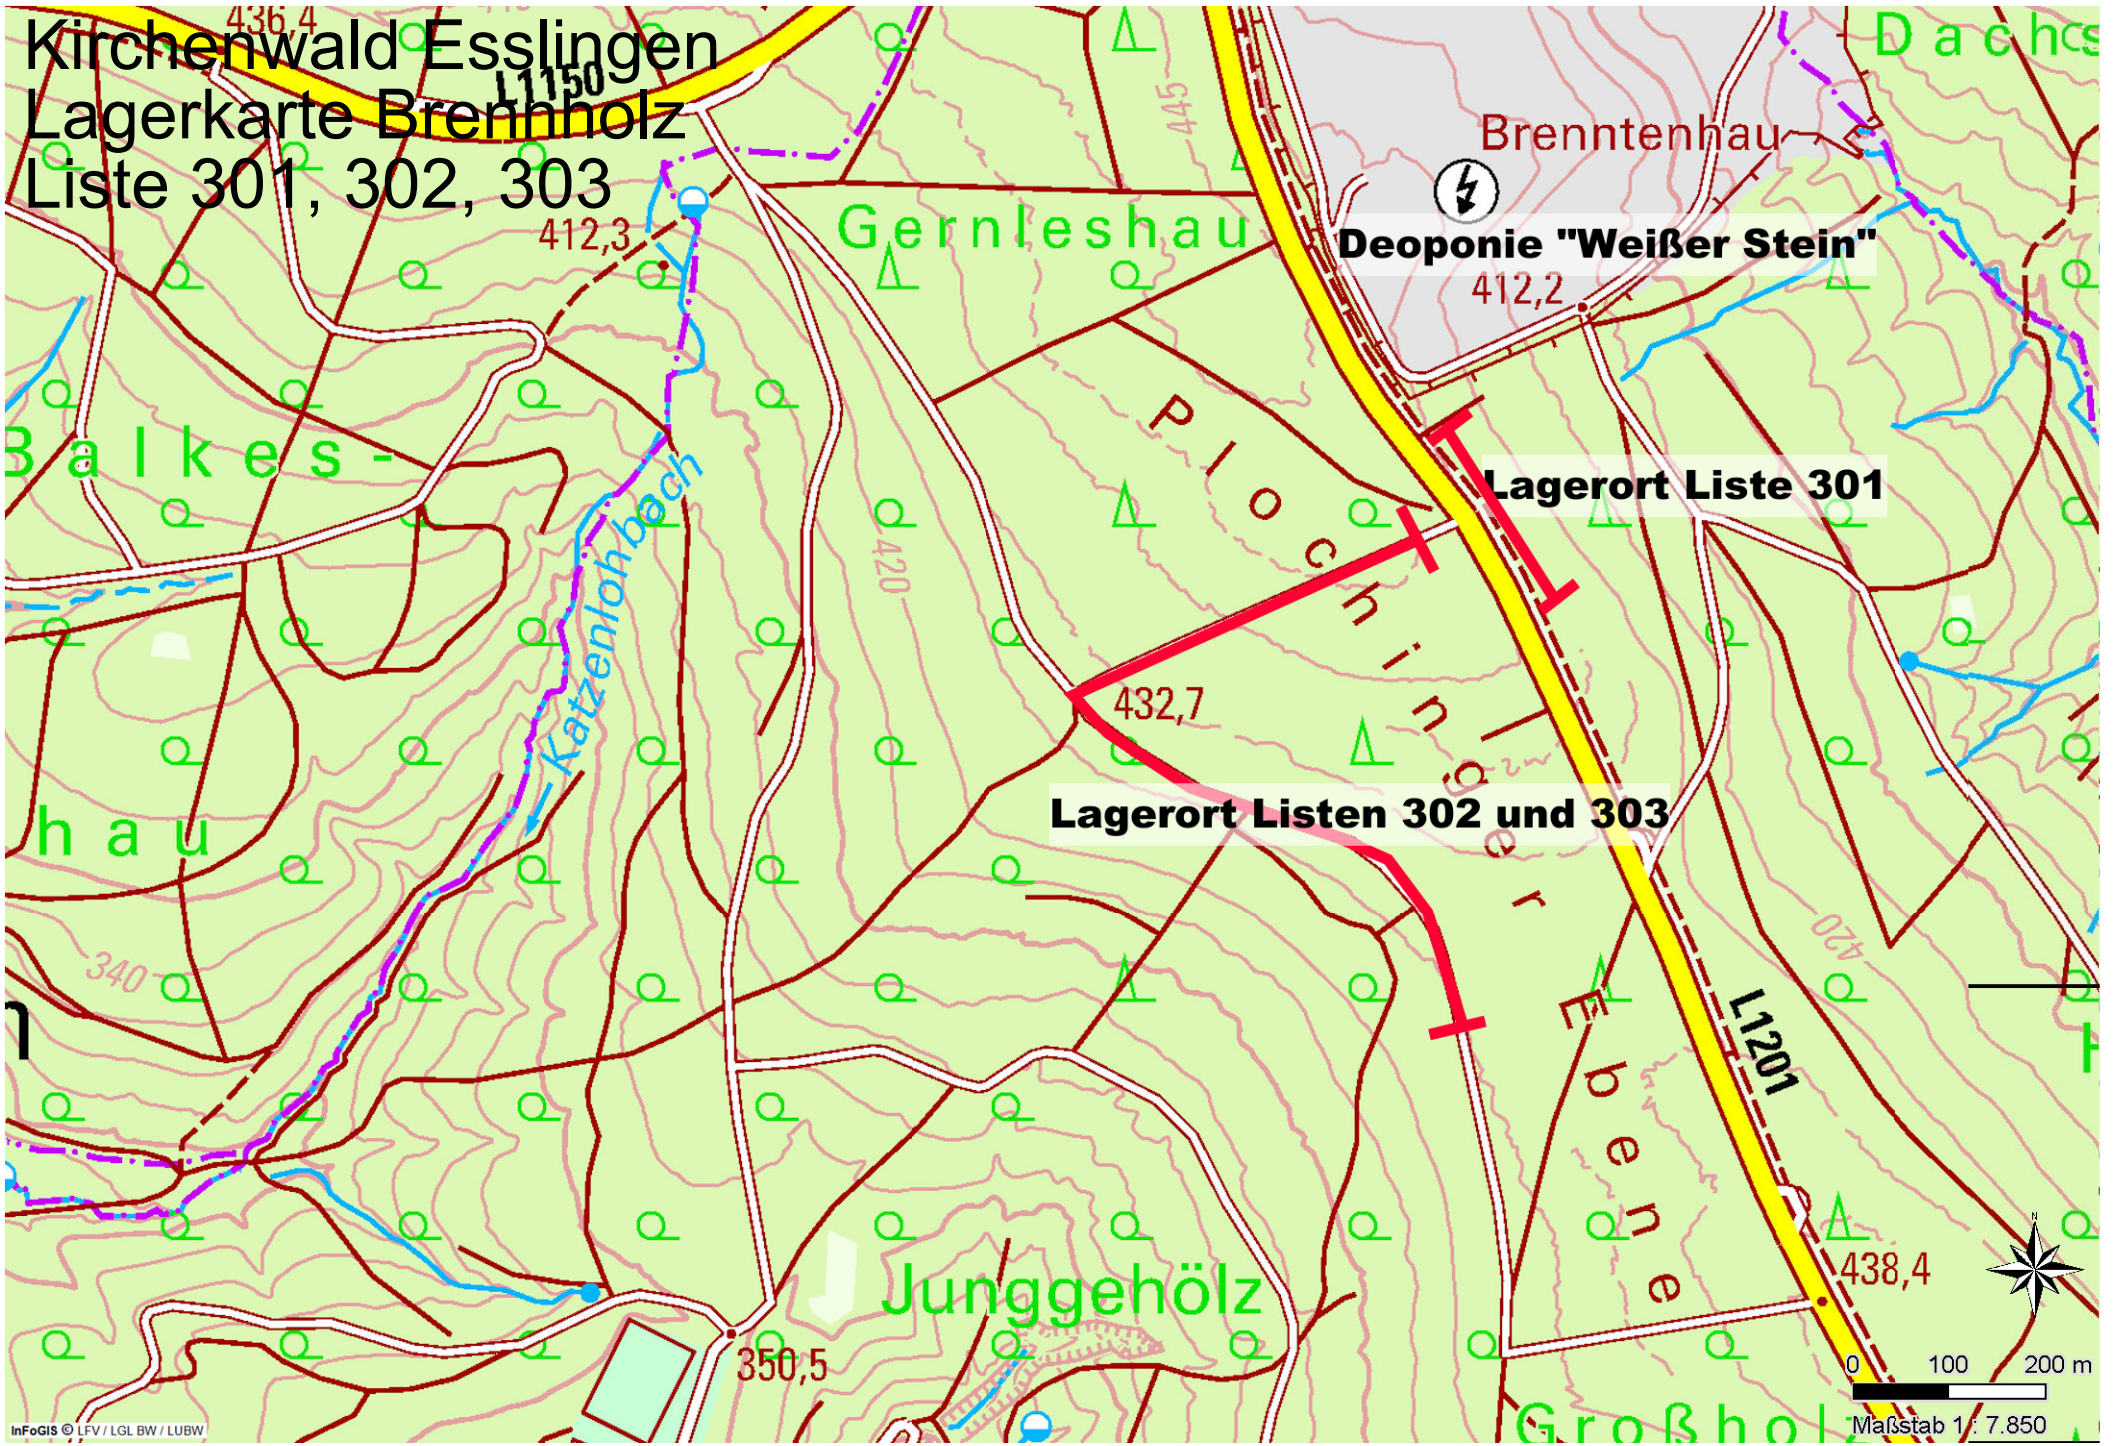 Kirchenwald Esslingen
Lagerkarte Brennholz
Liste 301, 302, 303
436,4
L1150
412,3
Gernleshau
445
Dachs
Brenntenhau
Deoponie "Weißer Stein"
412,2
Balkes-
hau
Katzenlohbach
420
Plochinger
Ebene
Lagerort Liste 301
432,7
Lagerort Listen 302 und 303
340
n
420
L1201
H
Junggehölz
438,4
350,5
Großholz
N
0 100 200 m
Maßstab 1 : 7.850
InFoGIS © LFV / LGL BW / LUBW